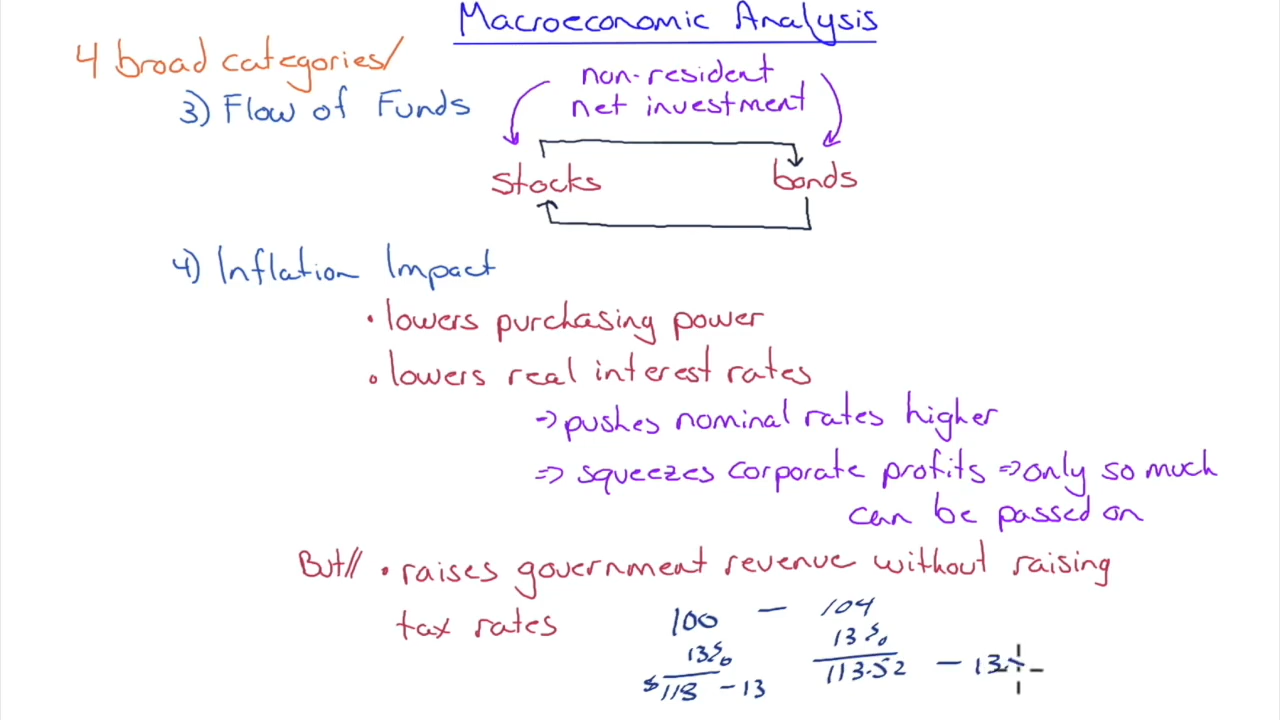 Macroeconomic Analysis
4 broad categories/
non-resident
net investment
3) Flow of Funds
stocks bonds
4) Inflation Impact
• lowers purchasing power
• lowers real interest rates
→ pushes nominal rates higher
⇒ squeezes corporate profits ⇒ only so much
can be passed on
But// • raises government revenue without raising
tax rates
100 — 104
13% 13%
$118 - 13 113.52 - 13